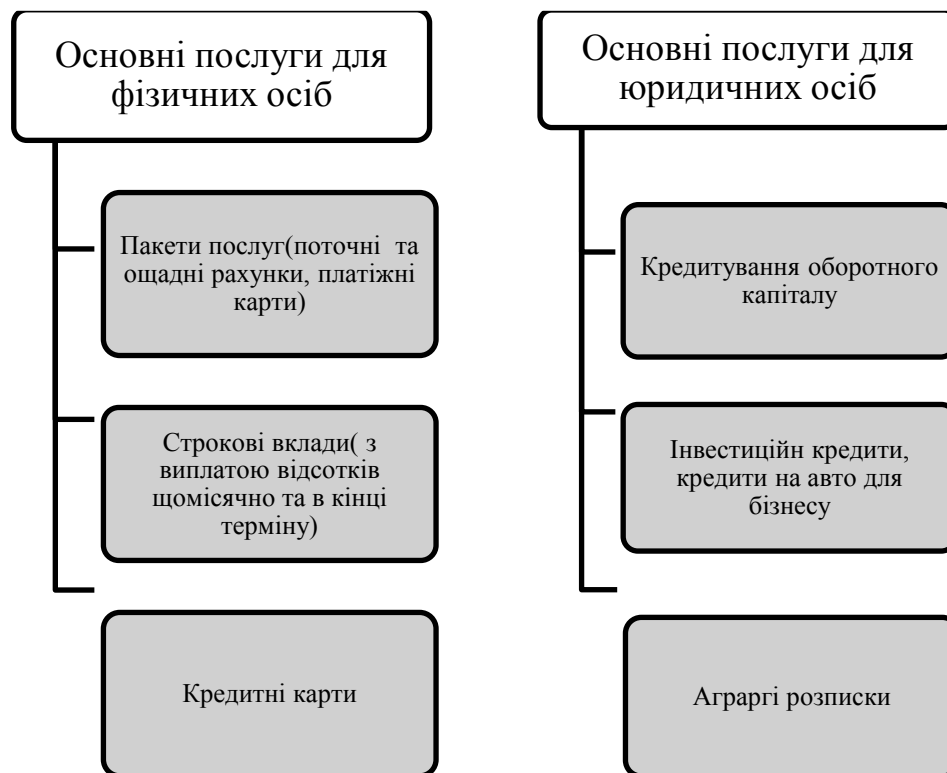 Основні послуги для
фізичних осіб
Пакети послуг(поточні та
ощадні рахунки, платіжні
карти)
Строкові вклади( з
виплатою відсотків
щомісячно та в кінці
терміну)
Кредитні карти
Основні послуги для
юридичних осіб
Кредитування оборотного
капіталу
Інвестиційн кредити,
кредити на авто для
бізнесу
Аграргі розписки